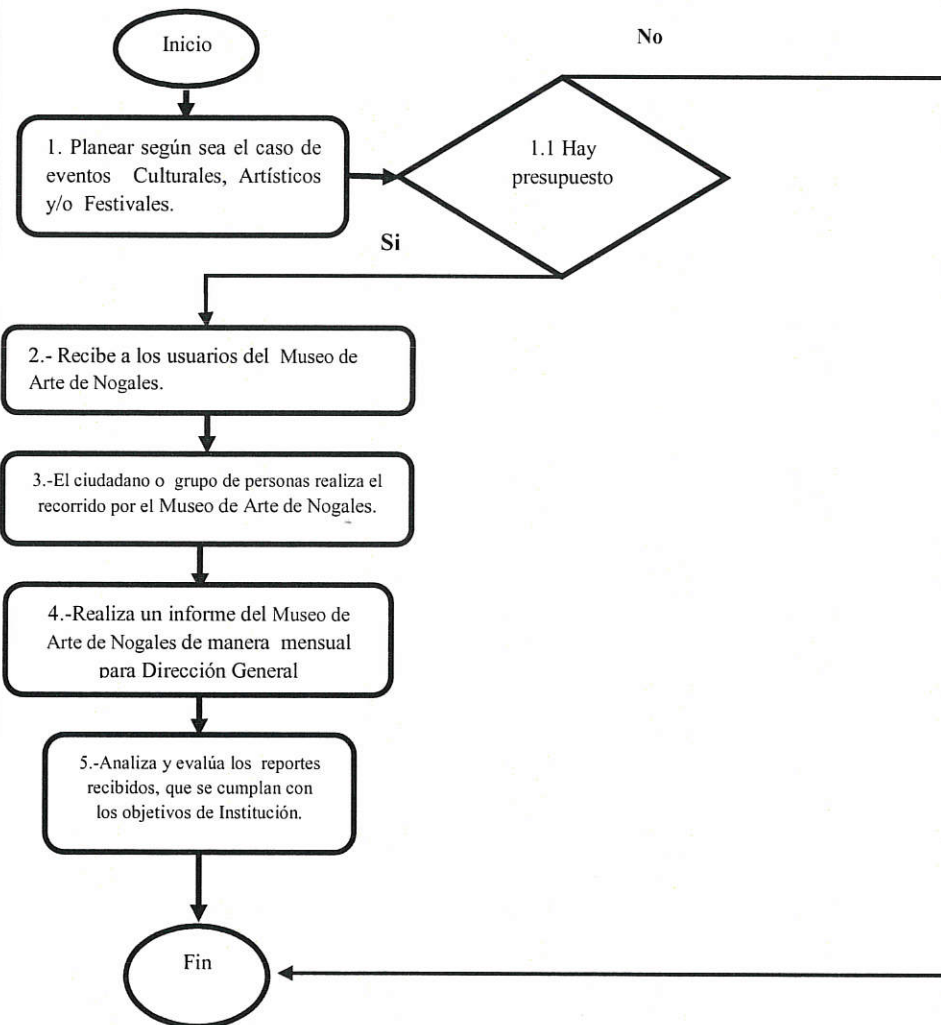 Inicio
No
1. Planear según sea el caso de
eventos Culturales, Artísticos
y/o Festivales.
1.1 Hay
presupuesto
Si
2.- Recibe a los usuarios del Museo de
Arte de Nogales.
3.-El ciudadano o grupo de personas realiza el
recorrido por el Museo de Arte de Nogales.
4.-Realiza un informe del Museo de
Arte de Nogales de manera mensual
para Dirección General
5.-Analiza y evalúa los reportes
recibidos, que se cumplan con
los objetivos de Institución.
Fin